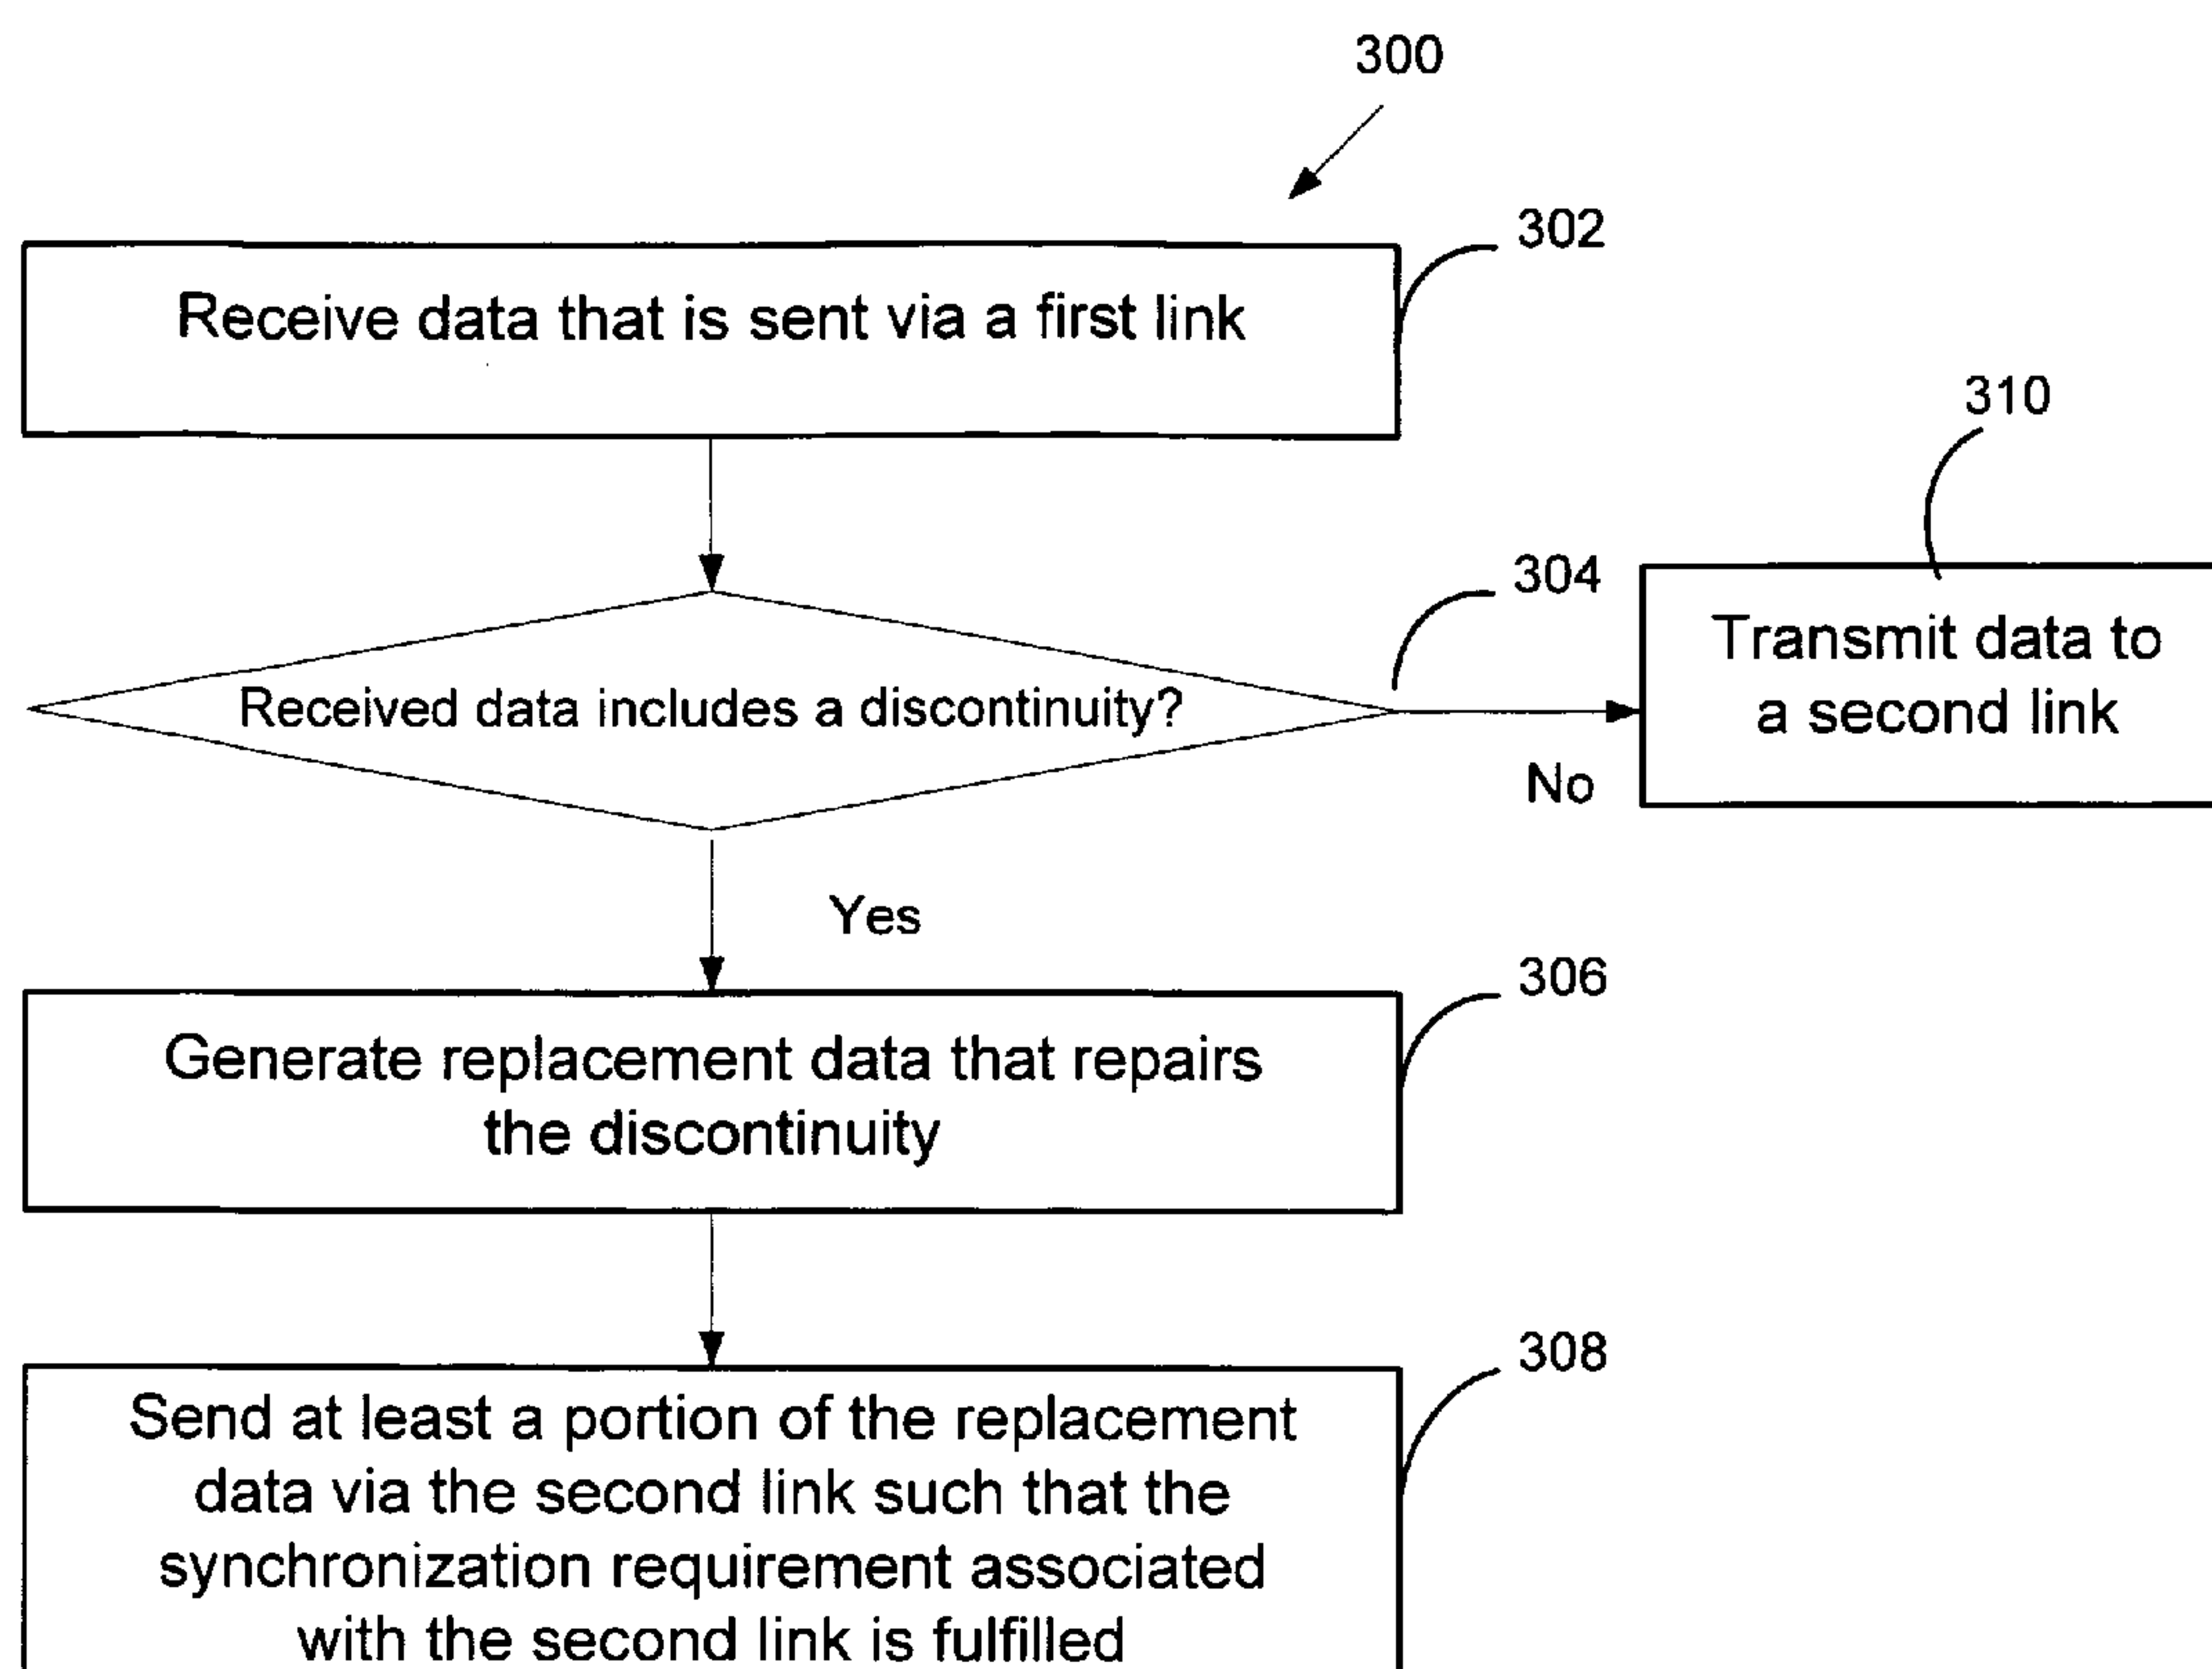 300
302
Receive data that is sent via a first link
310
304
Transmit data to
a second link
Received data includes a discontinuity?
No
Yes
306
Generate replacement data that repairs
the discontinuity
308
Send at least a portion of the replacement
data via the second link such that the
synchronization requirement associated
with the second link is fulfilled